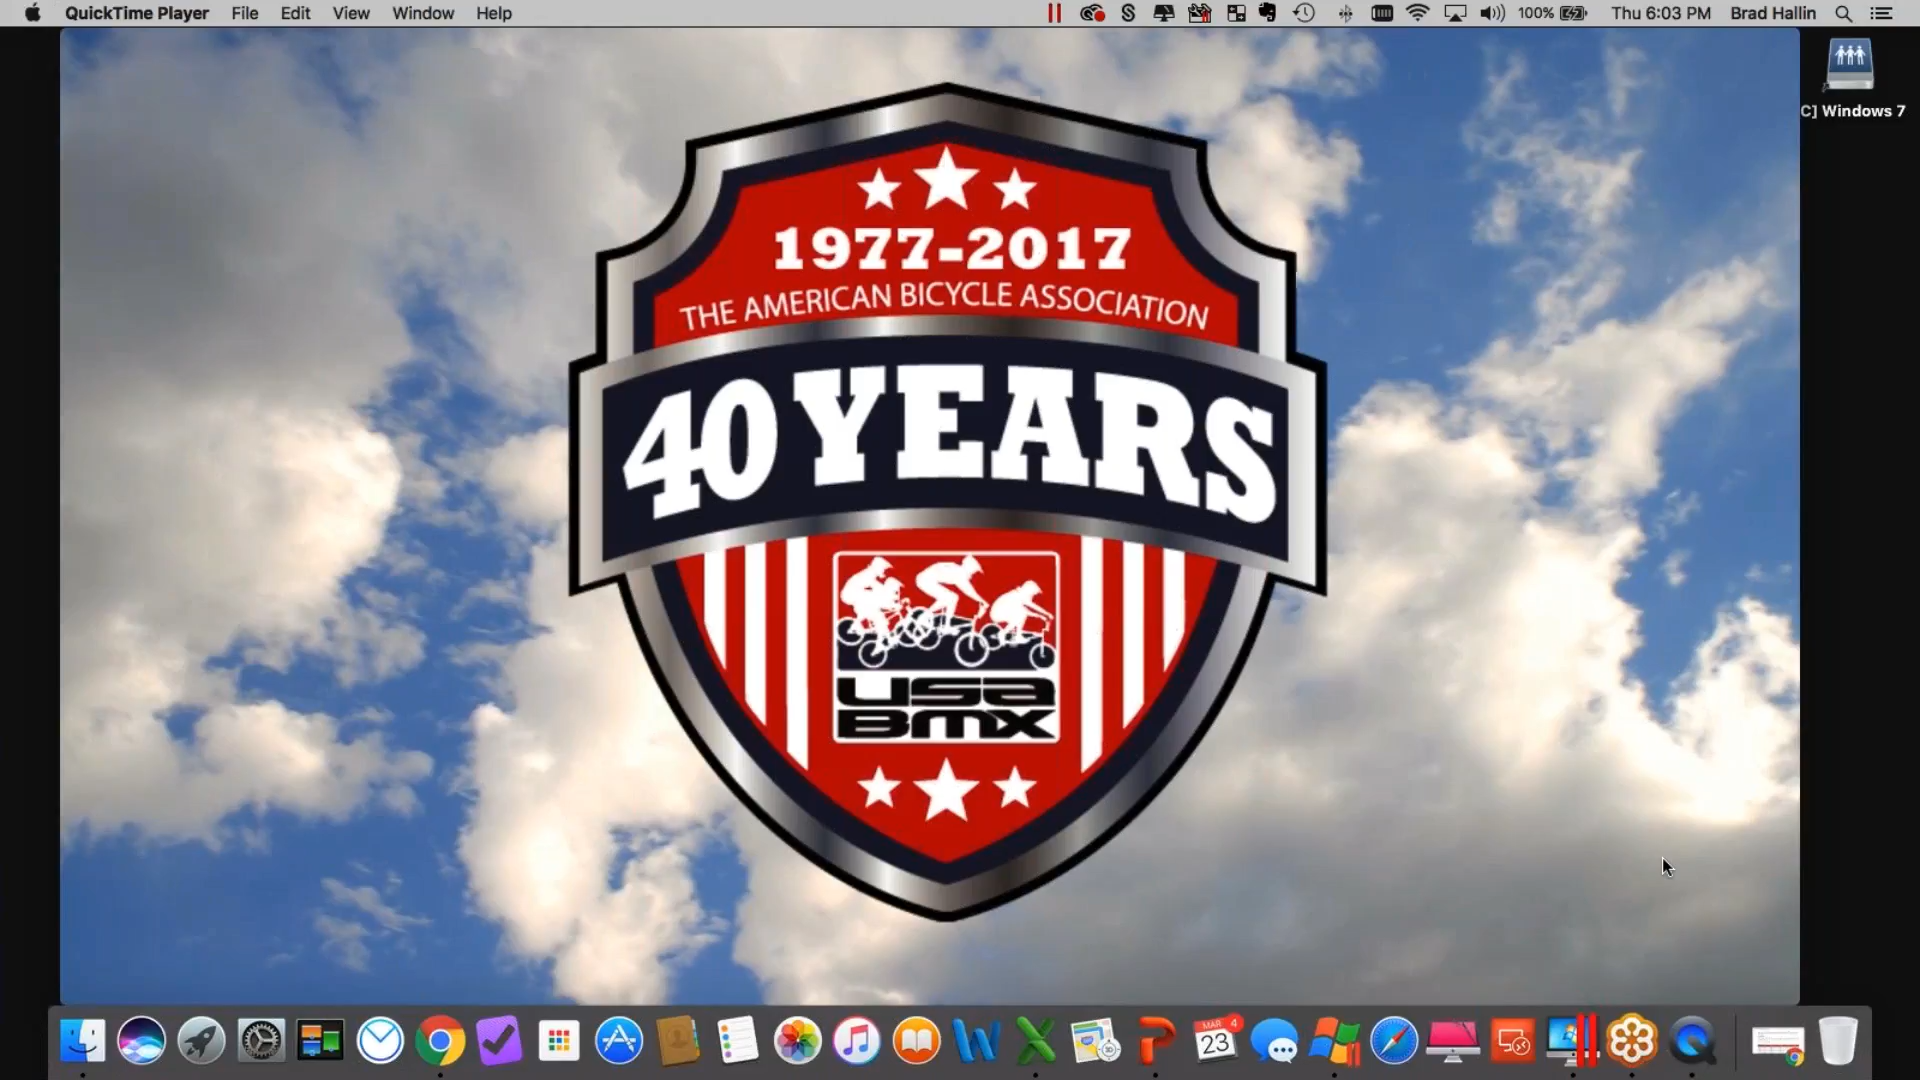 QuickTime Player File Edit View Window Help 100% Thu 6:03 PM Brad Hallin
C] Windows 7
1977-2017
THE AMERICAN BICYCLE ASSOCIATION
40 YEARS
USA
BMX
MAR 4
23